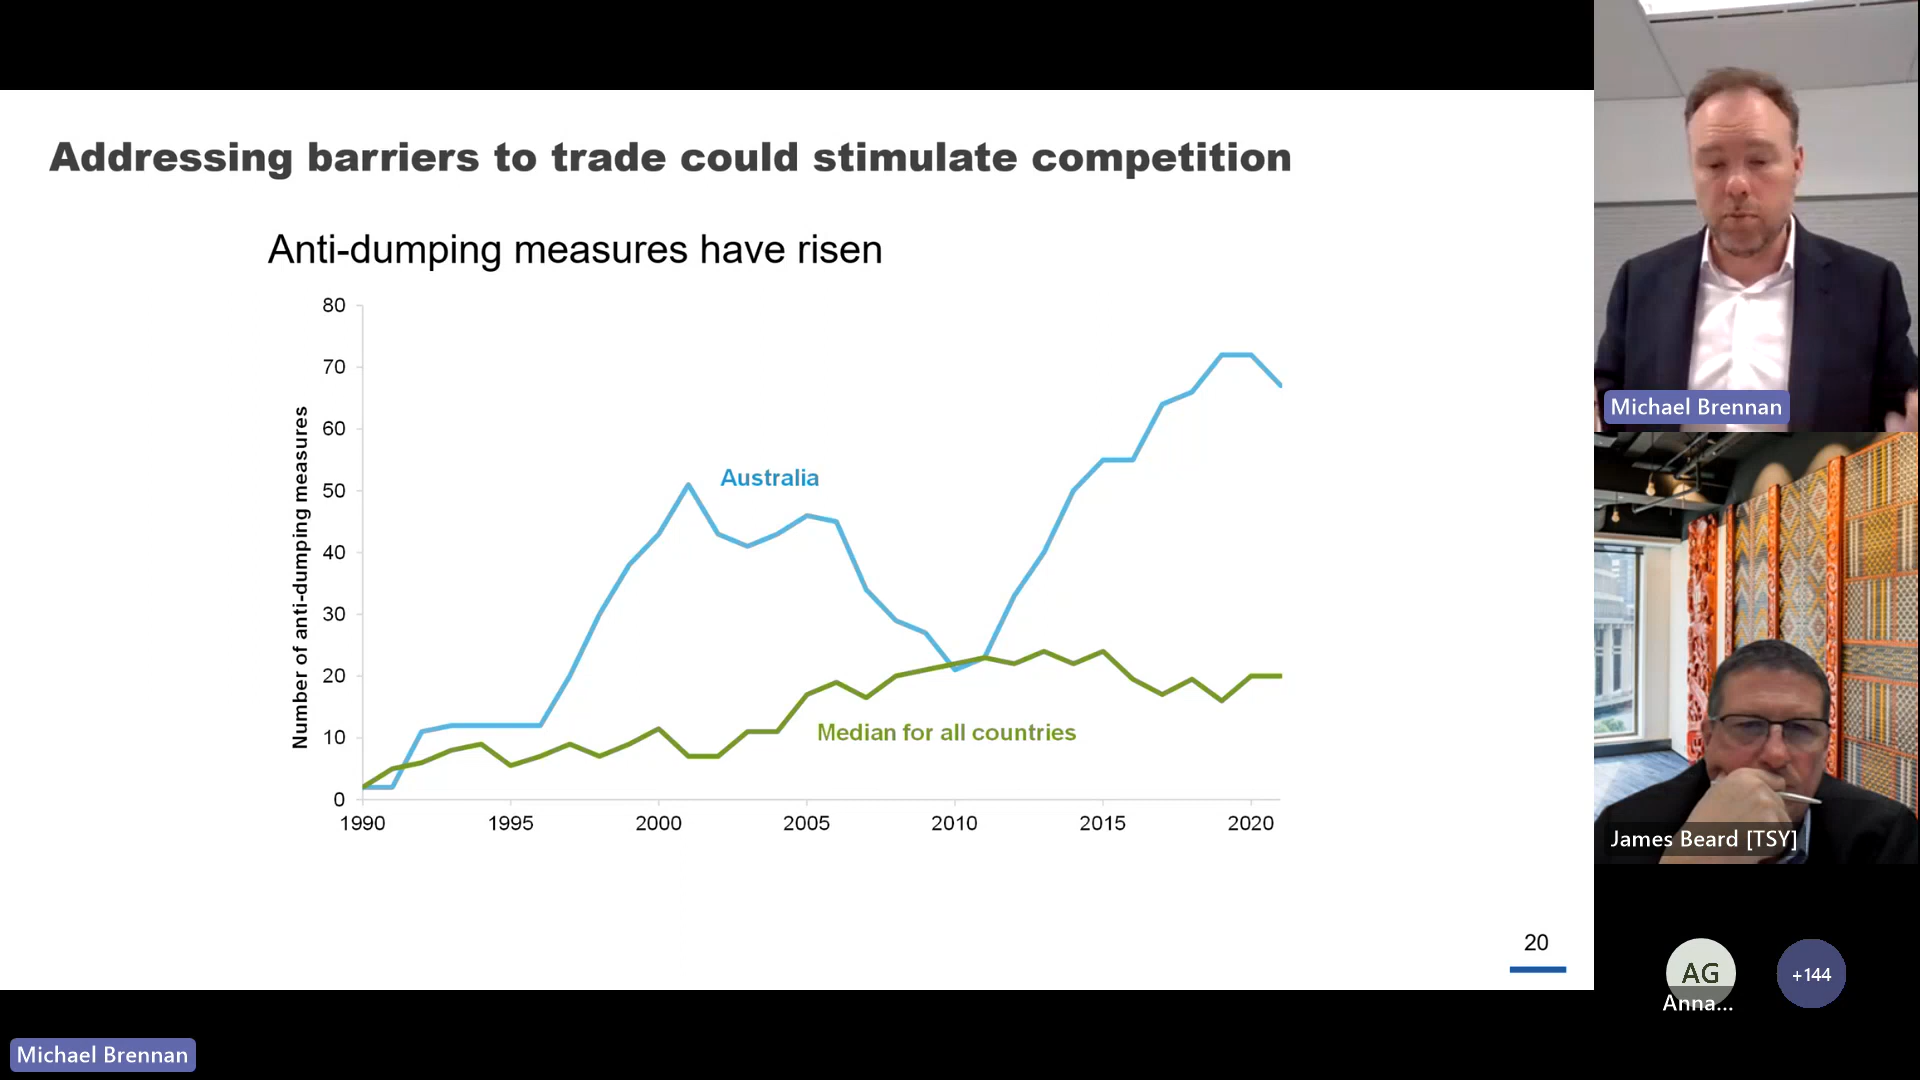 Addressing barriers to trade could stimulate competition
Anti-dumping measures have risen
Number of anti-dumping measures
80
70
60
50
40
30
20
10
0
1990 1995 2000 2005 2010 2015 2020
Australia
Median for all countries
20
Michael Brennan
James Beard [TSY]
AG
Anna...
+144
Michael Brennan